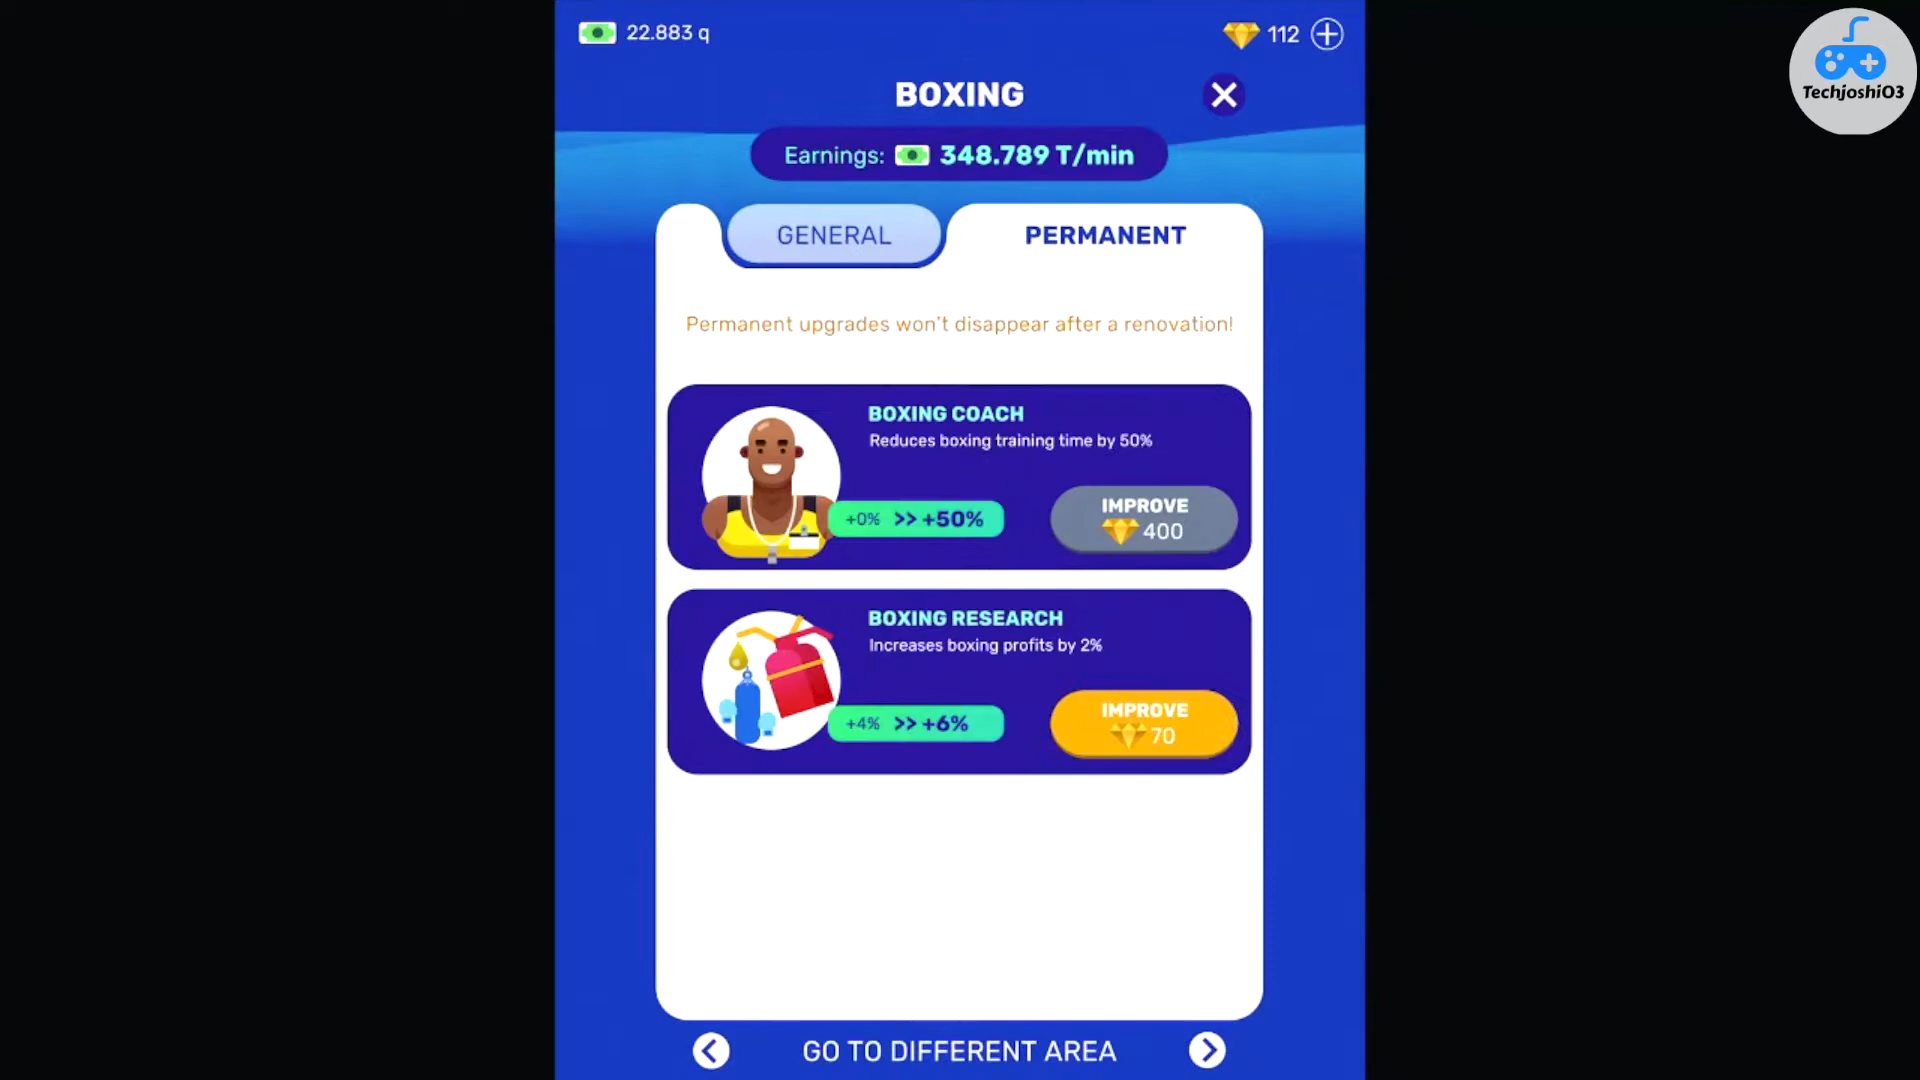 22.883 q
112
TechjoshiO3
BOXING
Earnings: 348.789 T/min
GENERAL
PERMANENT
Permanent upgrades won't disappear after a renovation!
BOXING COACH
Reduces boxing training time by 50%
+0% >> +50%
IMPROVE
400
BOXING RESEARCH
Increases boxing profits by 2%
+4% >> +6%
IMPROVE
70
GO TO DIFFERENT AREA